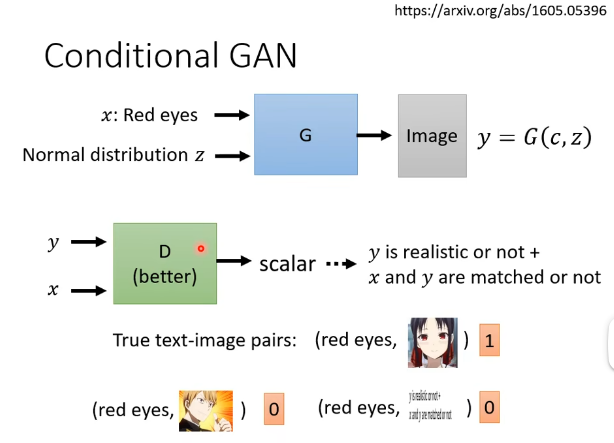 https://arxiv.org/abs/1605.05396
Conditional GAN
x: Red eyes
Normal distribution z
G
Image
y = G(c, z)
y
x
D
(better)
scalar
y is realistic or not +
x and y are matched or not
True text-image pairs:
(red eyes, ) 1
(red eyes, ) 0
(red eyes, y is realistic or not +
x and y are matched or not ) 0